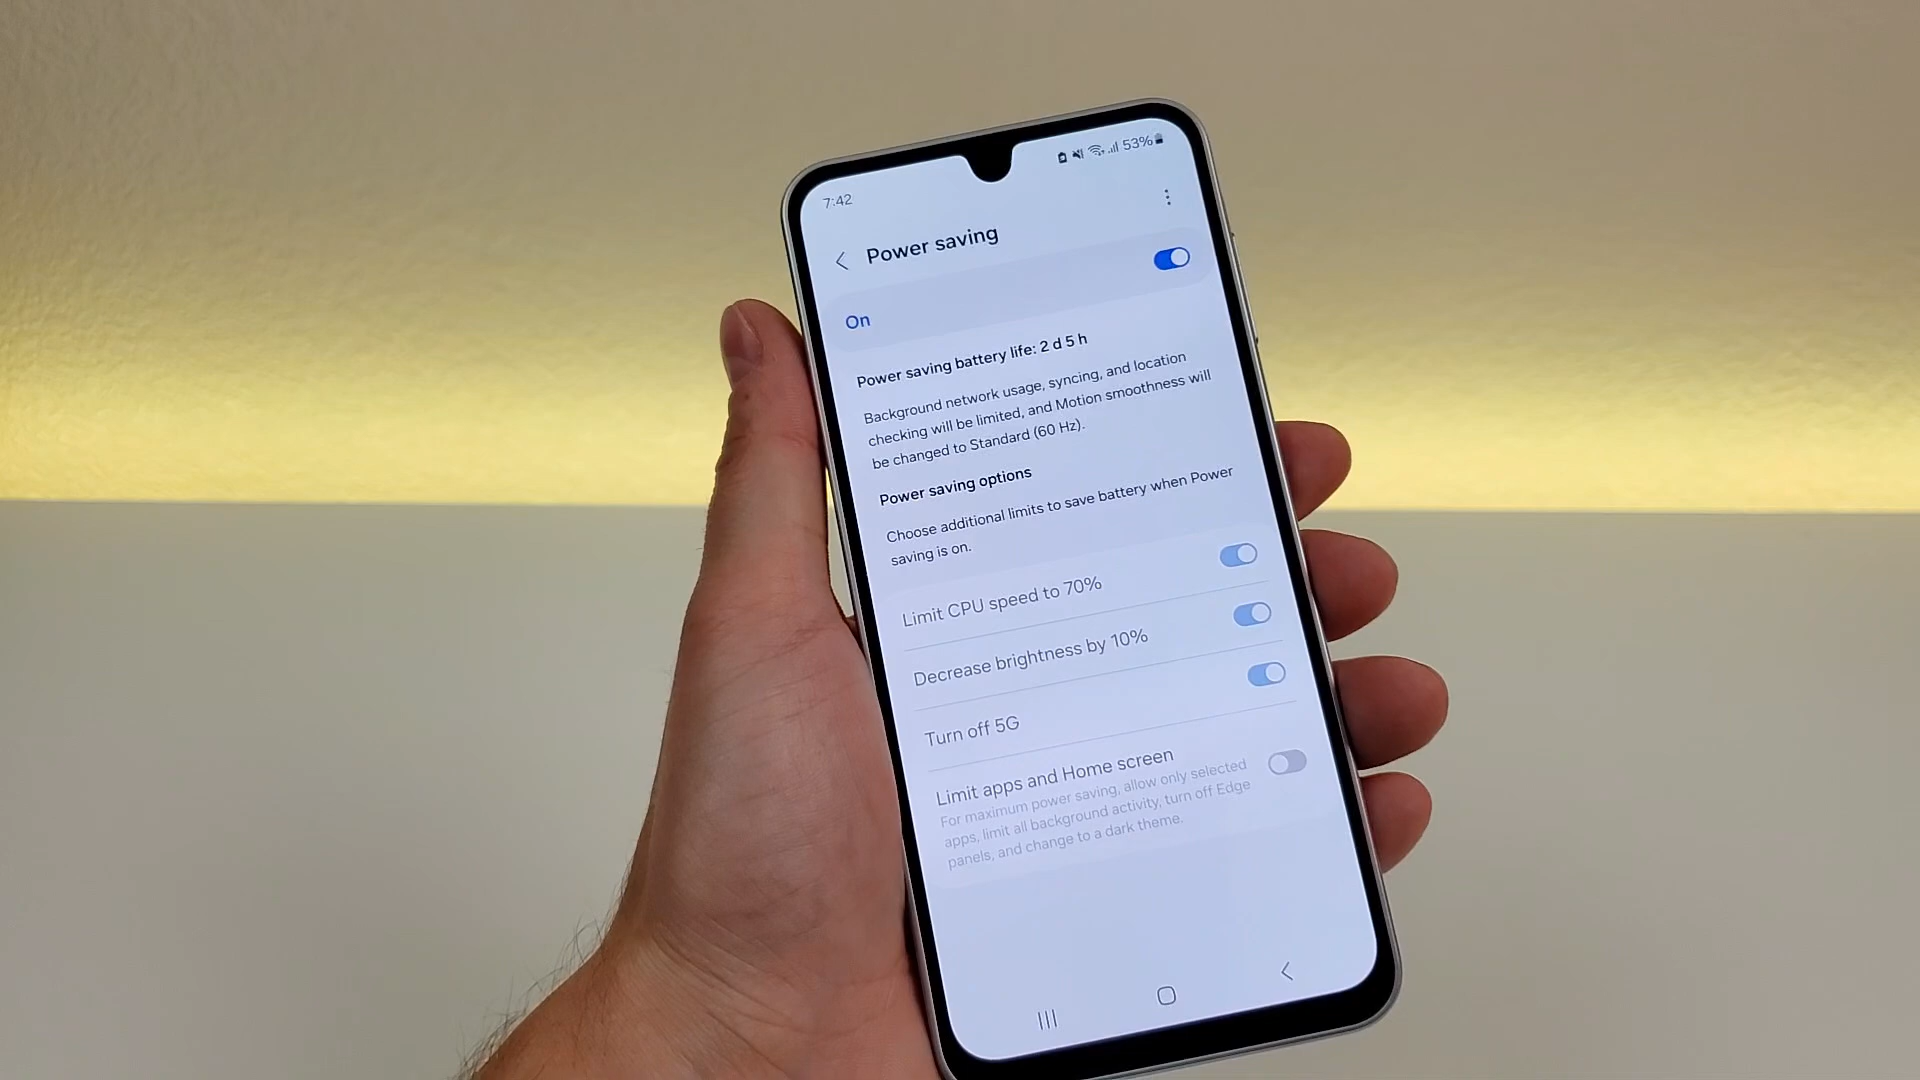 7:42
53%
Power saving
On
Power saving battery life: 2 d 5 h
Background network usage, syncing, and location
checking will be limited, and Motion smoothness will
be changed to Standard (60 Hz).
Power saving options
Choose additional limits to save battery when Power
saving is on.
Limit CPU speed to 70%
Decrease brightness by 10%
Turn off 5G
Limit apps and Home screen
For maximum power saving, allow only selected
apps, limit all background activity, turn off Edge
panels, and change to a dark theme.